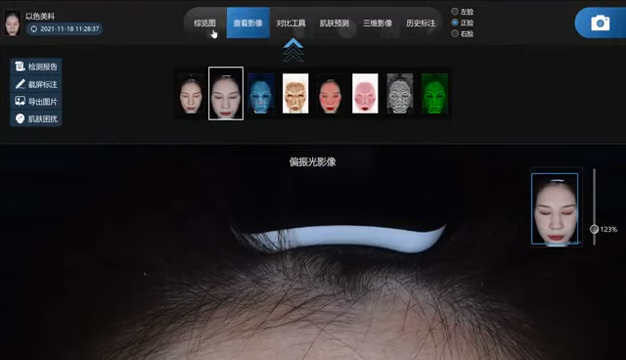 以色美科
2021-11-18 11:28:37
综览图
查看影像
对比工具
肌肤预测
三维影像
历史标注
左脸
正脸
右脸
检测报告
截屏标注
导出图片
肌肤困扰
偏振光影像
123%